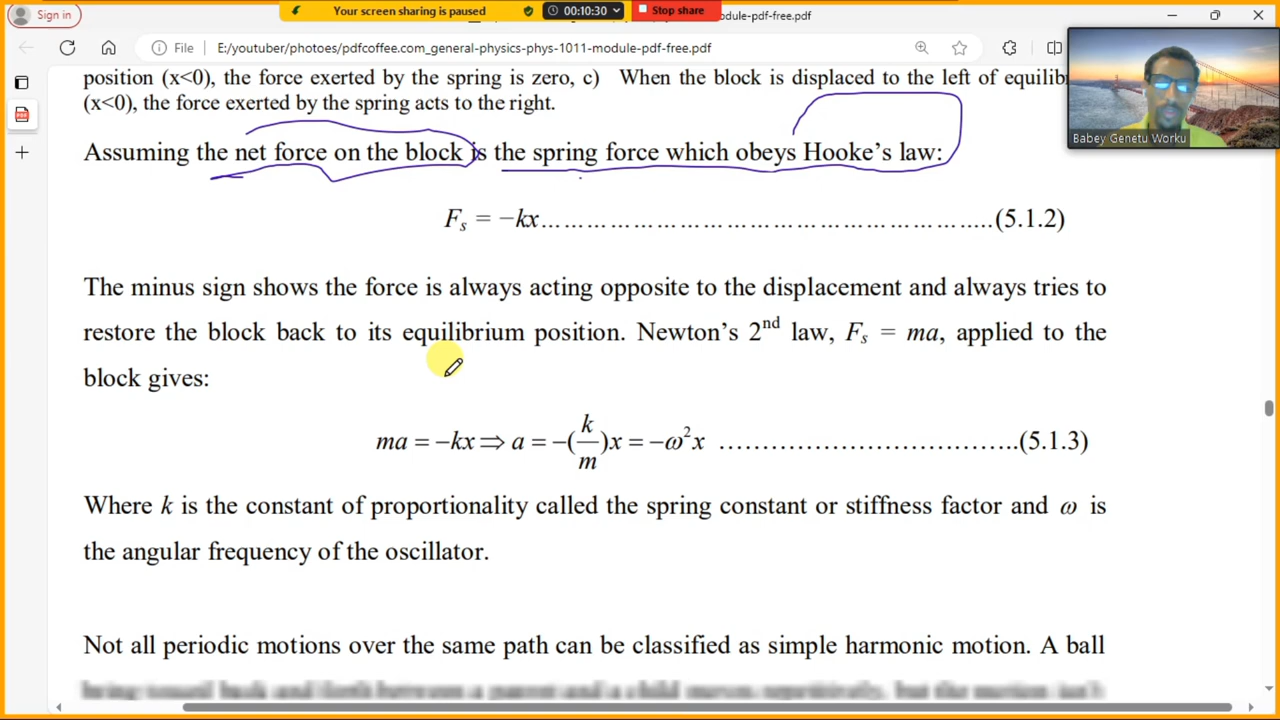 Sign in
Your screen sharing is paused
00:10:30
Stop share
odule-pdf-free.pdf
File
E:/youtuber/photoes/pdfcoffee.com_general-physics-phys-1011-module-pdf-free.pdf
position (x<0), the force exerted by the spring is zero, c) When the block is displaced to the left of equilib
(x<0), the force exerted by the spring acts to the right.
Babey Genetu Worku
Assuming the net force on the block is the spring force which obeys Hooke's law:
Fₛ = −kx……………………………………………………..(5.1.2)
The minus sign shows the force is always acting opposite to the displacement and always tries to
restore the block back to its equilibrium position. Newton's 2nd law, Fₛ = ma, applied to the
block gives:
ma = −kx ⇒ a = −(k/m)x = −ω²x ……………………………..(5.1.3)
Where k is the constant of proportionality called the spring constant or stiffness factor and ω is
the angular frequency of the oscillator.
Not all periodic motions over the same path can be classified as simple harmonic motion. A ball